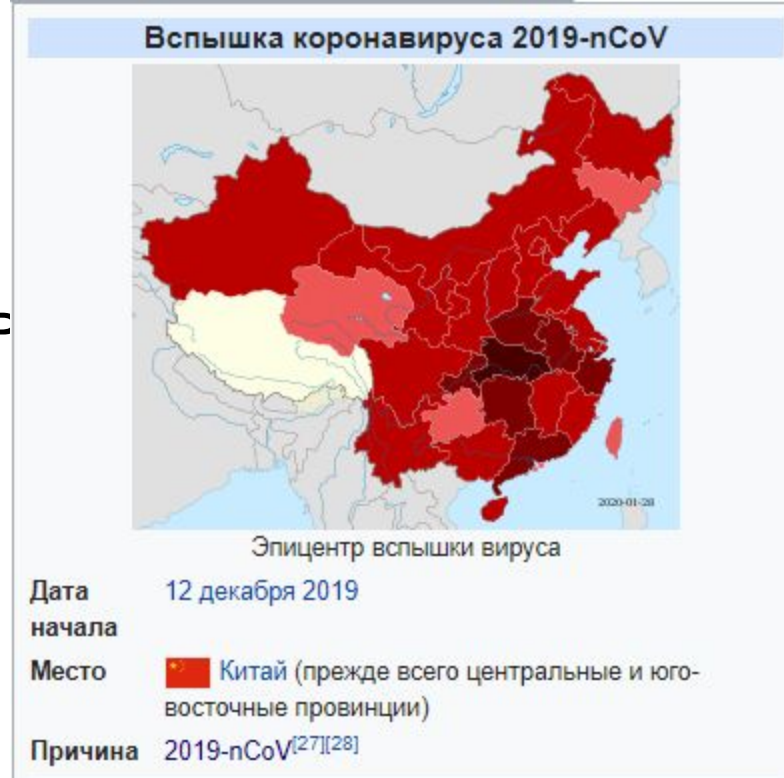 Вспышка коронавируса 2019-nCoV
2020-01-28
Эпицентр вспышки вируса
Дата начала 12 декабря 2019
Место Китай (прежде всего центральные и юго-
восточные провинции)
Причина 2019-nCoV[27][28]